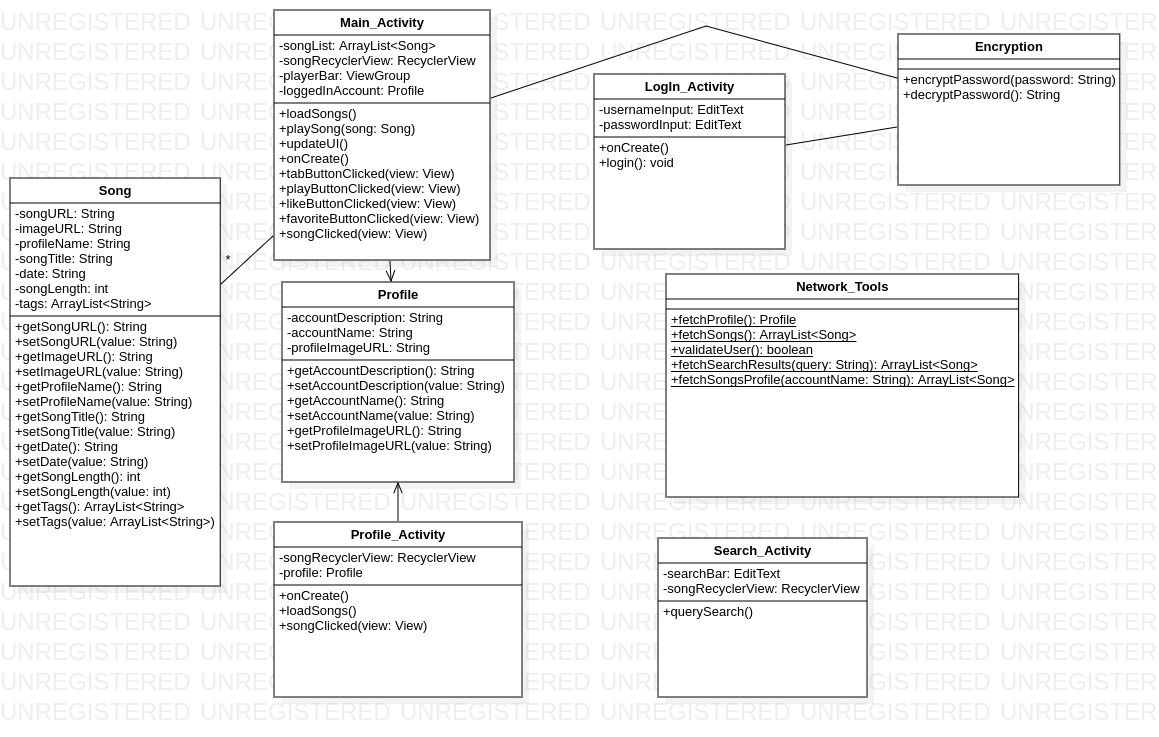 Main_Activity
-songList: ArrayList<Song>
-songRecyclerView: RecyclerView
-playerBar: ViewGroup
-loggedInAccount: Profile
+loadSongs()
+playSong(song: Song)
+updateUI()
+onCreate()
+tabButtonClicked(view: View)
+playButtonClicked(view: View)
+likeButtonClicked(view: View)
+favoriteButtonClicked(view: View)
+songClicked(view: View)
LogIn_Activity
-usernameInput: EditText
-passwordInput: EditText
+onCreate()
+login(): void
Encryption
+encryptPassword(password: String)
+decryptPassword(): String
Song
-songURL: String
-imageURL: String
-profileName: String
-songTitle: String
-date: String
-songLength: int
-tags: ArrayList<String>
+getSongURL(): String
+setSongURL(value: String)
+getImageURL(): String
+setImageURL(value: String)
+getProfileName(): String
+setProfileName(value: String)
+getSongTitle(): String
+setSongTitle(value: String)
+getDate(): String
+setDate(value: String)
+getSongLength(): int
+setSongLength(value: int)
+getTags(): ArrayList<String>
+setTags(value: ArrayList<String>)
*
Profile
-accountDescription: String
-accountName: String
-profileImageURL: String
+getAccountDescription(): String
+setAccountDescription(value: String)
+getAccountName(): String
+setAccountName(value: String)
+getProfileImageURL(): String
+setProfileImageURL(value: String)
Network_Tools
+fetchProfile(): Profile
+fetchSongs(): ArrayList<Song>
+validateUser(): boolean
+fetchSearchResults(query: String): ArrayList<Song>
+fetchSongsProfile(accountName: String): ArrayList<Song>
Profile_Activity
-songRecyclerView: RecyclerView
-profile: Profile
+onCreate()
+loadSongs()
+songClicked(view: View)
Search_Activity
-searchBar: EditText
-songRecyclerView: RecyclerView
+querySearch()
UNREGISTERED